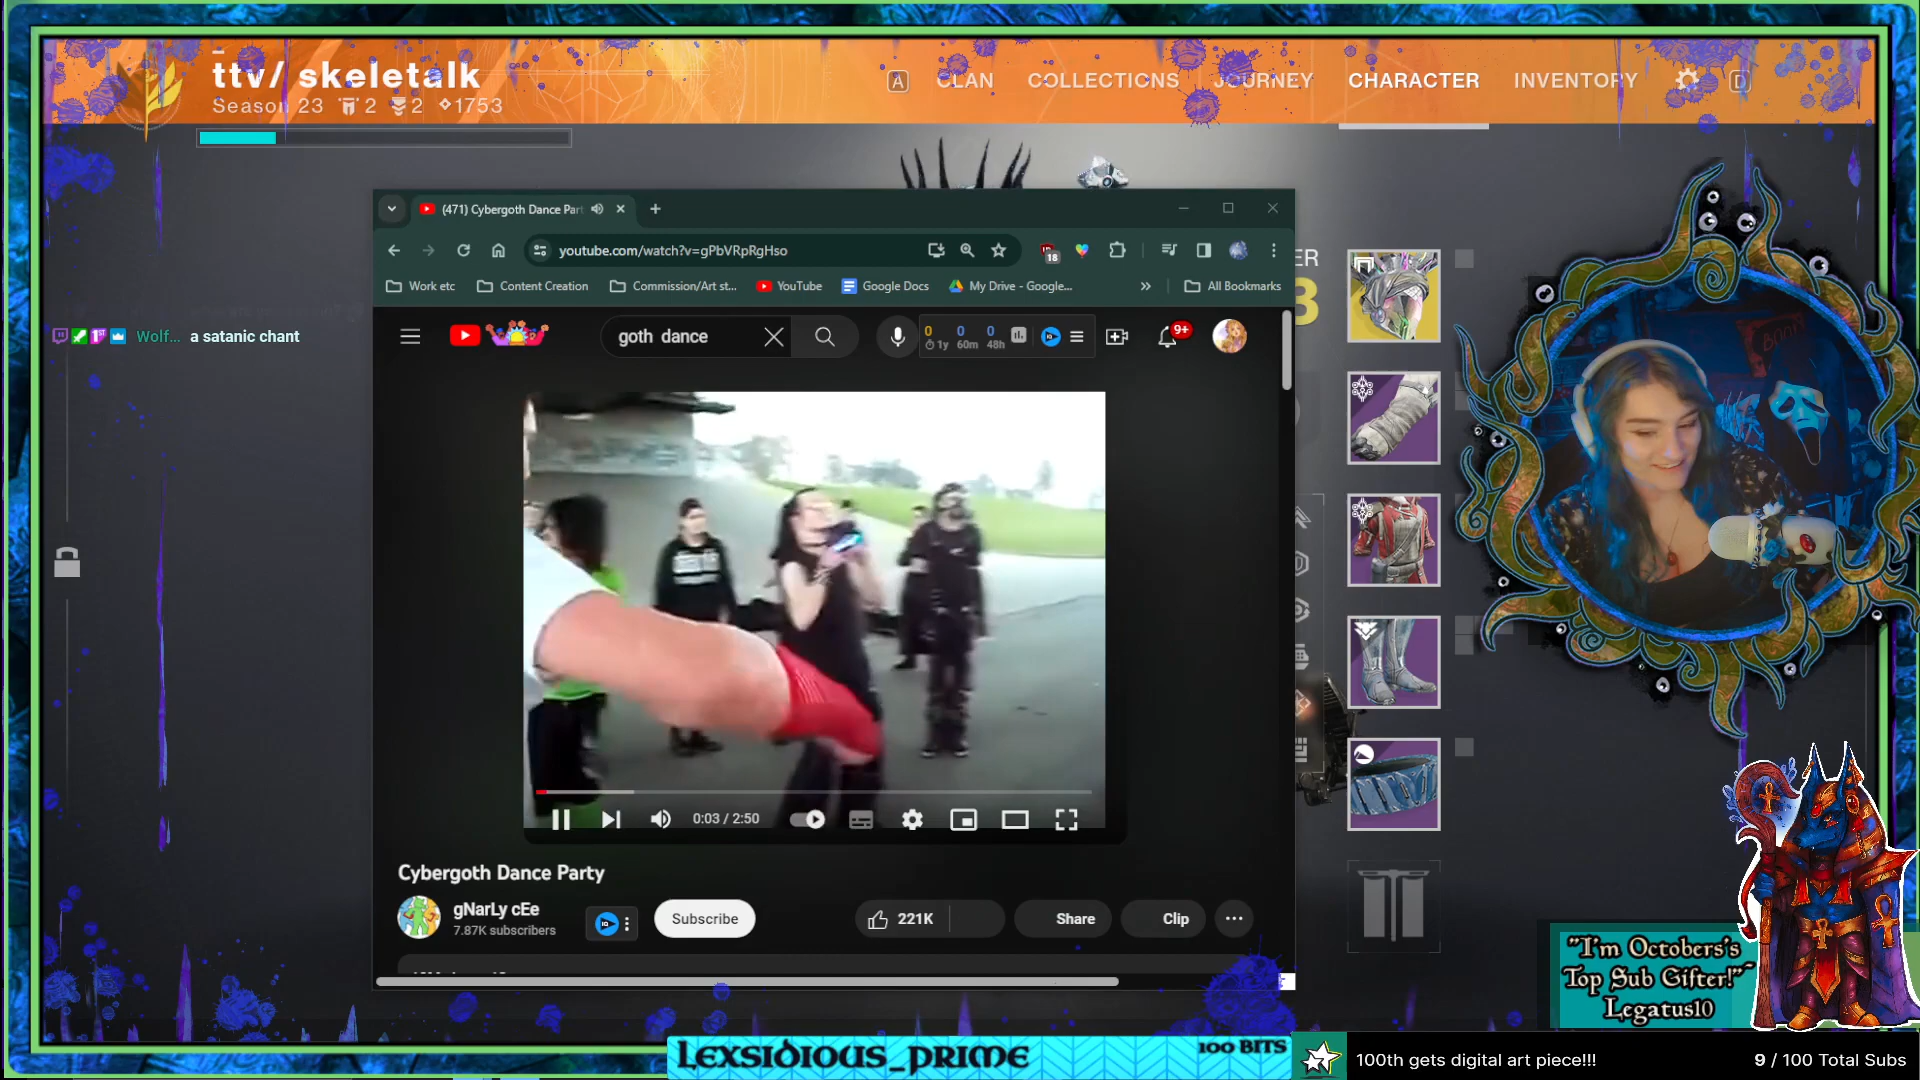 ttv/ skeletalk
Season 23 2 2 1753
A CLAN COLLECTIONS JOURNEY CHARACTER INVENTORY D
(471) Cybergoth Dance Par
youtube.com/watch?v=gPbVRpRgHso
18
Work etc Content Creation Commission/Art st... YouTube Google Docs My Drive - Google... » All Bookmarks
ER
3
Wolf... a satanic chant
goth dance
0 0 0
1y 60m 48h
9+
0:03 / 2:50
Cybergoth Dance Party
gNarLy cEe
7.87K subscribers
Subscribe
221K
Share
Clip
"I'm Octobers's
Top Sub Gifter!"~
Legatus10
Lexsidious_prime
100 BITS
100th gets digital art piece!!!
9 / 100 Total Subs